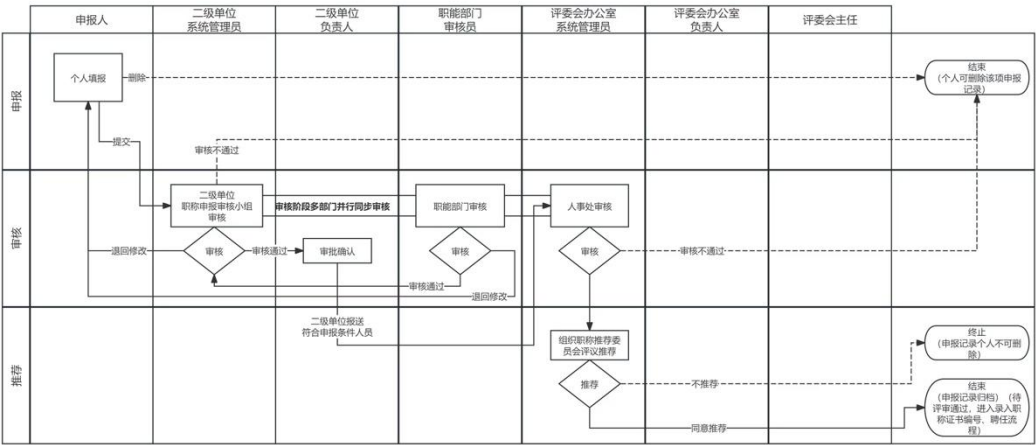 申报人
二级单位
系统管理员
二级单位
负责人
职能部门
审核员
评委会办公室
系统管理员
评委会办公室
负责人
评委会主任
申报
个人填报
删除
结束
（个人可删除该项申报
记录）
提交
审核不通过
审核
二级单位
职称申报审核小组
审核
审核阶段多部门并行同步审核
职能部门审核
人事处审核
退回修改
审核
审核通过
审批确认
审核
审核
审核不通过
审核通过
退回修改
推荐
二级单位报送
符合申报条件人员
组织职称推荐委
员会评议推荐
终止
（申报记录个人不可删
除）
推荐
不推荐
同意推荐
结束
（申报记录归档）（待
评审通过，进入录入职
称证书编号、聘任流
程）